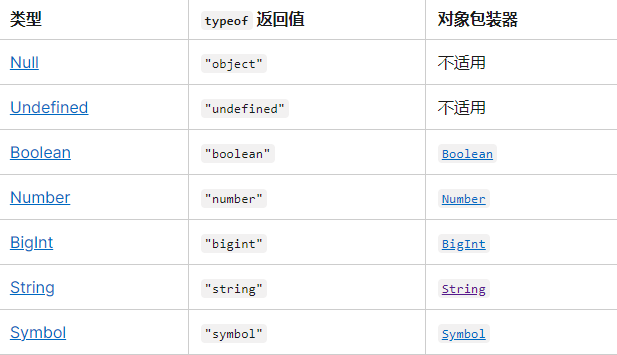 类型 typeof 返回值 对象包装器
Null "object" 不适用
Undefined "undefined" 不适用
Boolean "boolean" Boolean
Number "number" Number
BigInt "bigint" BigInt
String "string" String
Symbol "symbol" Symbol